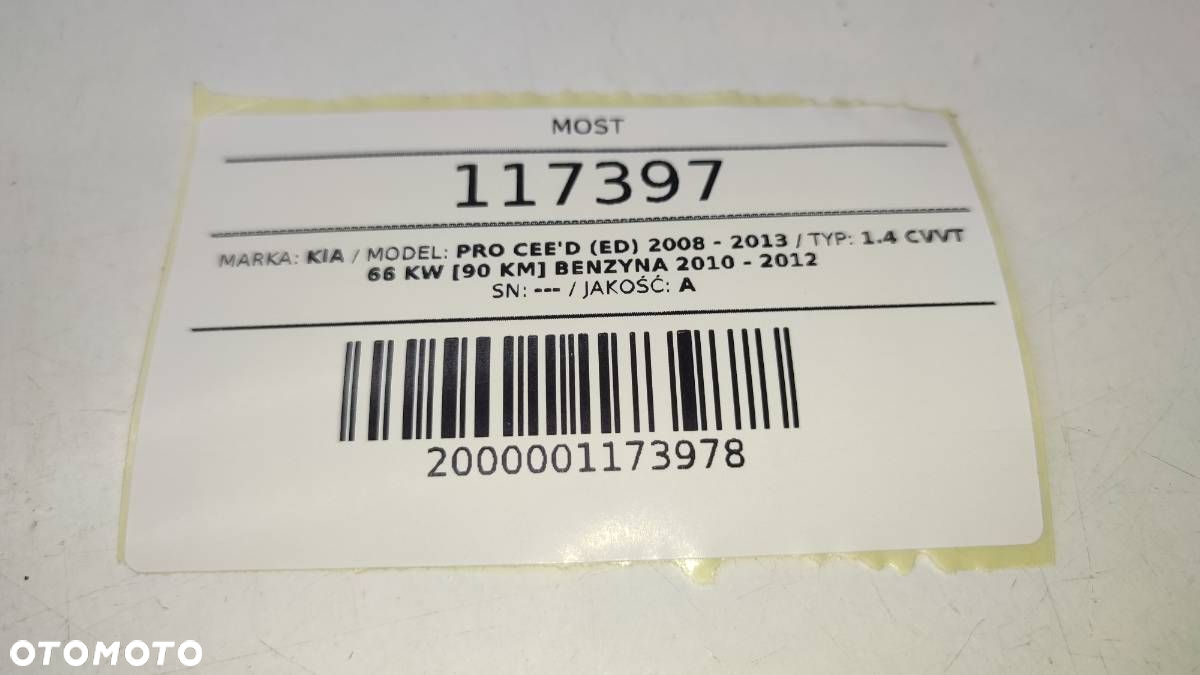 MOST
117397
MARKA: KIA / MODEL: PRO CEE'D (ED) 2008 - 2013 / TYP: 1.4 CVVT
66 KW [90 KM] BENZYNA 2010 - 2012
SN: --- / JAKOŚĆ: A
2000001173978
OTOMOTO